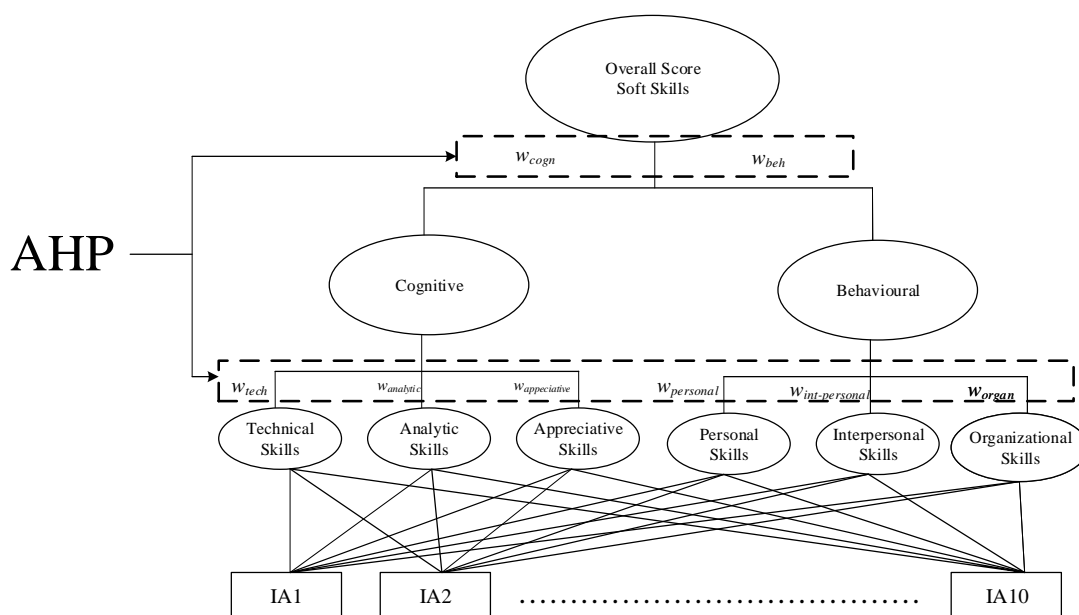 Overall Score
Soft Skills
w_cogn
w_beh
AHP
Cognitive
Behavioural
w_tech
w_analytic
w_appeciative
w_personal
w_int-personal
w_organ
Technical
Skills
Analytic
Skills
Appreciative
Skills
Personal
Skills
Interpersonal
Skills
Organizational
Skills
IA1
IA2
IA10